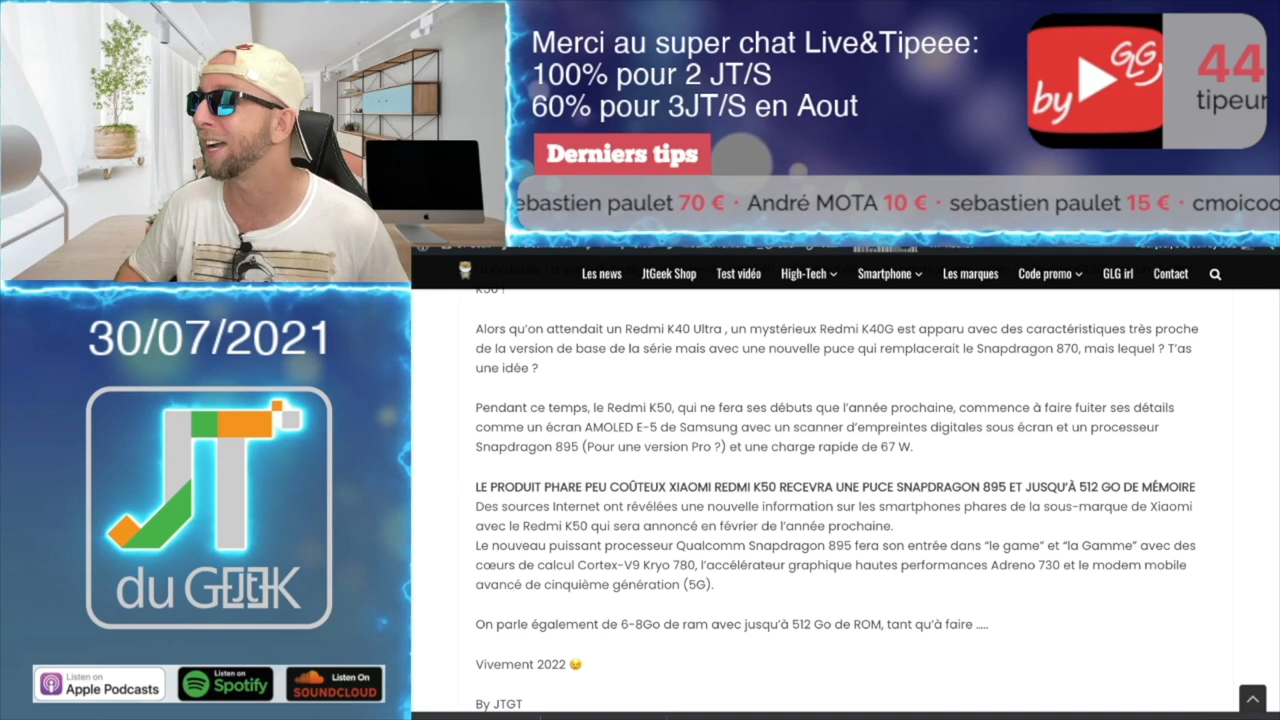 Merci au super chat Live&Tipeee:
100% pour 2 JT/S
60% pour 3JT/S en Aout
by GLG
44
tipeur
Derniers tips
ebastien paulet 70 € · André MOTA 10 € · sebastien paulet 15 € · cmoicoo
Les news JtGeek Shop Test vidéo High-Tech Smartphone Les marques Code promo GLG irl Contact
K50 !
30/07/2021
Alors qu'on attendait un Redmi K40 Ultra , un mystérieux Redmi K40G est apparu avec des caractéristiques très proche
de la version de base de la série mais avec une nouvelle puce qui remplacerait le Snapdragon 870, mais lequel ? T'as
une idée ?
Pendant ce temps, le Redmi K50, qui ne fera ses débuts que l'année prochaine, commence à faire fuiter ses détails
comme un écran AMOLED E-5 de Samsung avec un scanner d'empreintes digitales sous écran et un processeur
Snapdragon 895 (Pour une version Pro ?) et une charge rapide de 67 W.
LE PRODUIT PHARE PEU COÛTEUX XIAOMI REDMI K50 RECEVRA UNE PUCE SNAPDRAGON 895 ET JUSQU'À 512 GO DE MÉMOIRE
Des sources Internet ont révélées une nouvelle information sur les smartphones phares de la sous-marque de Xiaomi
avec le Redmi K50 qui sera annoncé en février de l'année prochaine.
Le nouveau puissant processeur Qualcomm Snapdragon 895 fera son entrée dans “le game” et “la Gamme” avec des
cœurs de calcul Cortex-V9 Kryo 780, l'accélérateur graphique hautes performances Adreno 730 et le modem mobile
avancé de cinquième génération (5G).
On parle également de 6-8Go de ram avec jusqu'à 512 Go de ROM, tant qu'à faire .....
Vivement 2022 😉
By JTGT
JT
du GEEK
Listen on
Apple Podcasts
Listen on
Spotify
Listen On
SOUNDCLOUD